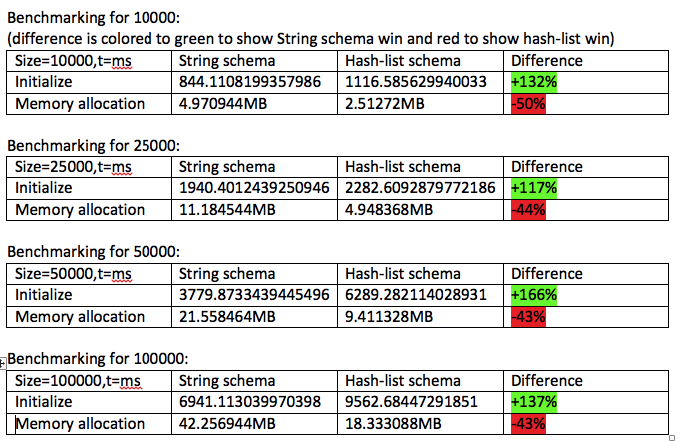 Benchmarking for 10000:
(difference is colored to green to show String schema win and red to show hash-list win)
Size=10000,t=ms String schema Hash-list schema Difference
Initialize 844.1108199357986 1116.585629940033 +132%
Memory allocation 4.970944MB 2.51272MB -50%
Benchmarking for 25000:
Size=25000,t=ms String schema Hash-list schema Difference
Initialize 1940.4012439250946 2282.6092879772186 +117%
Memory allocation 11.184544MB 4.948368MB -44%
Benchmarking for 50000:
Size=50000,t=ms String schema Hash-list schema Difference
Initialize 3779.8733439445496 6289.282114028931 +166%
Memory allocation 21.558464MB 9.411328MB -43%
Benchmarking for 100000:
Size=100000,t=ms String schema Hash-list schema Difference
Initialize 6941.113039970398 9562.68447291851 +137%
Memory allocation 42.256944MB 18.333088MB -43%